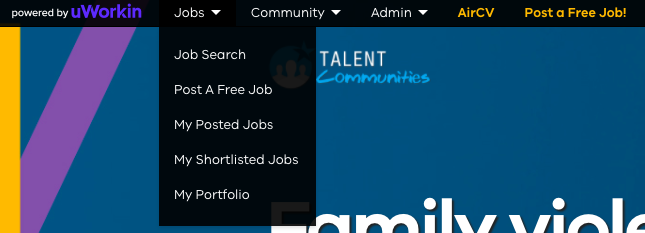 powered by uWorkin Jobs Community Admin AirCV Post a Free Job!
Job Search
TALENT
Communities
Post A Free Job
My Posted Jobs
My Shortlisted Jobs
My Portfolio
Family viole